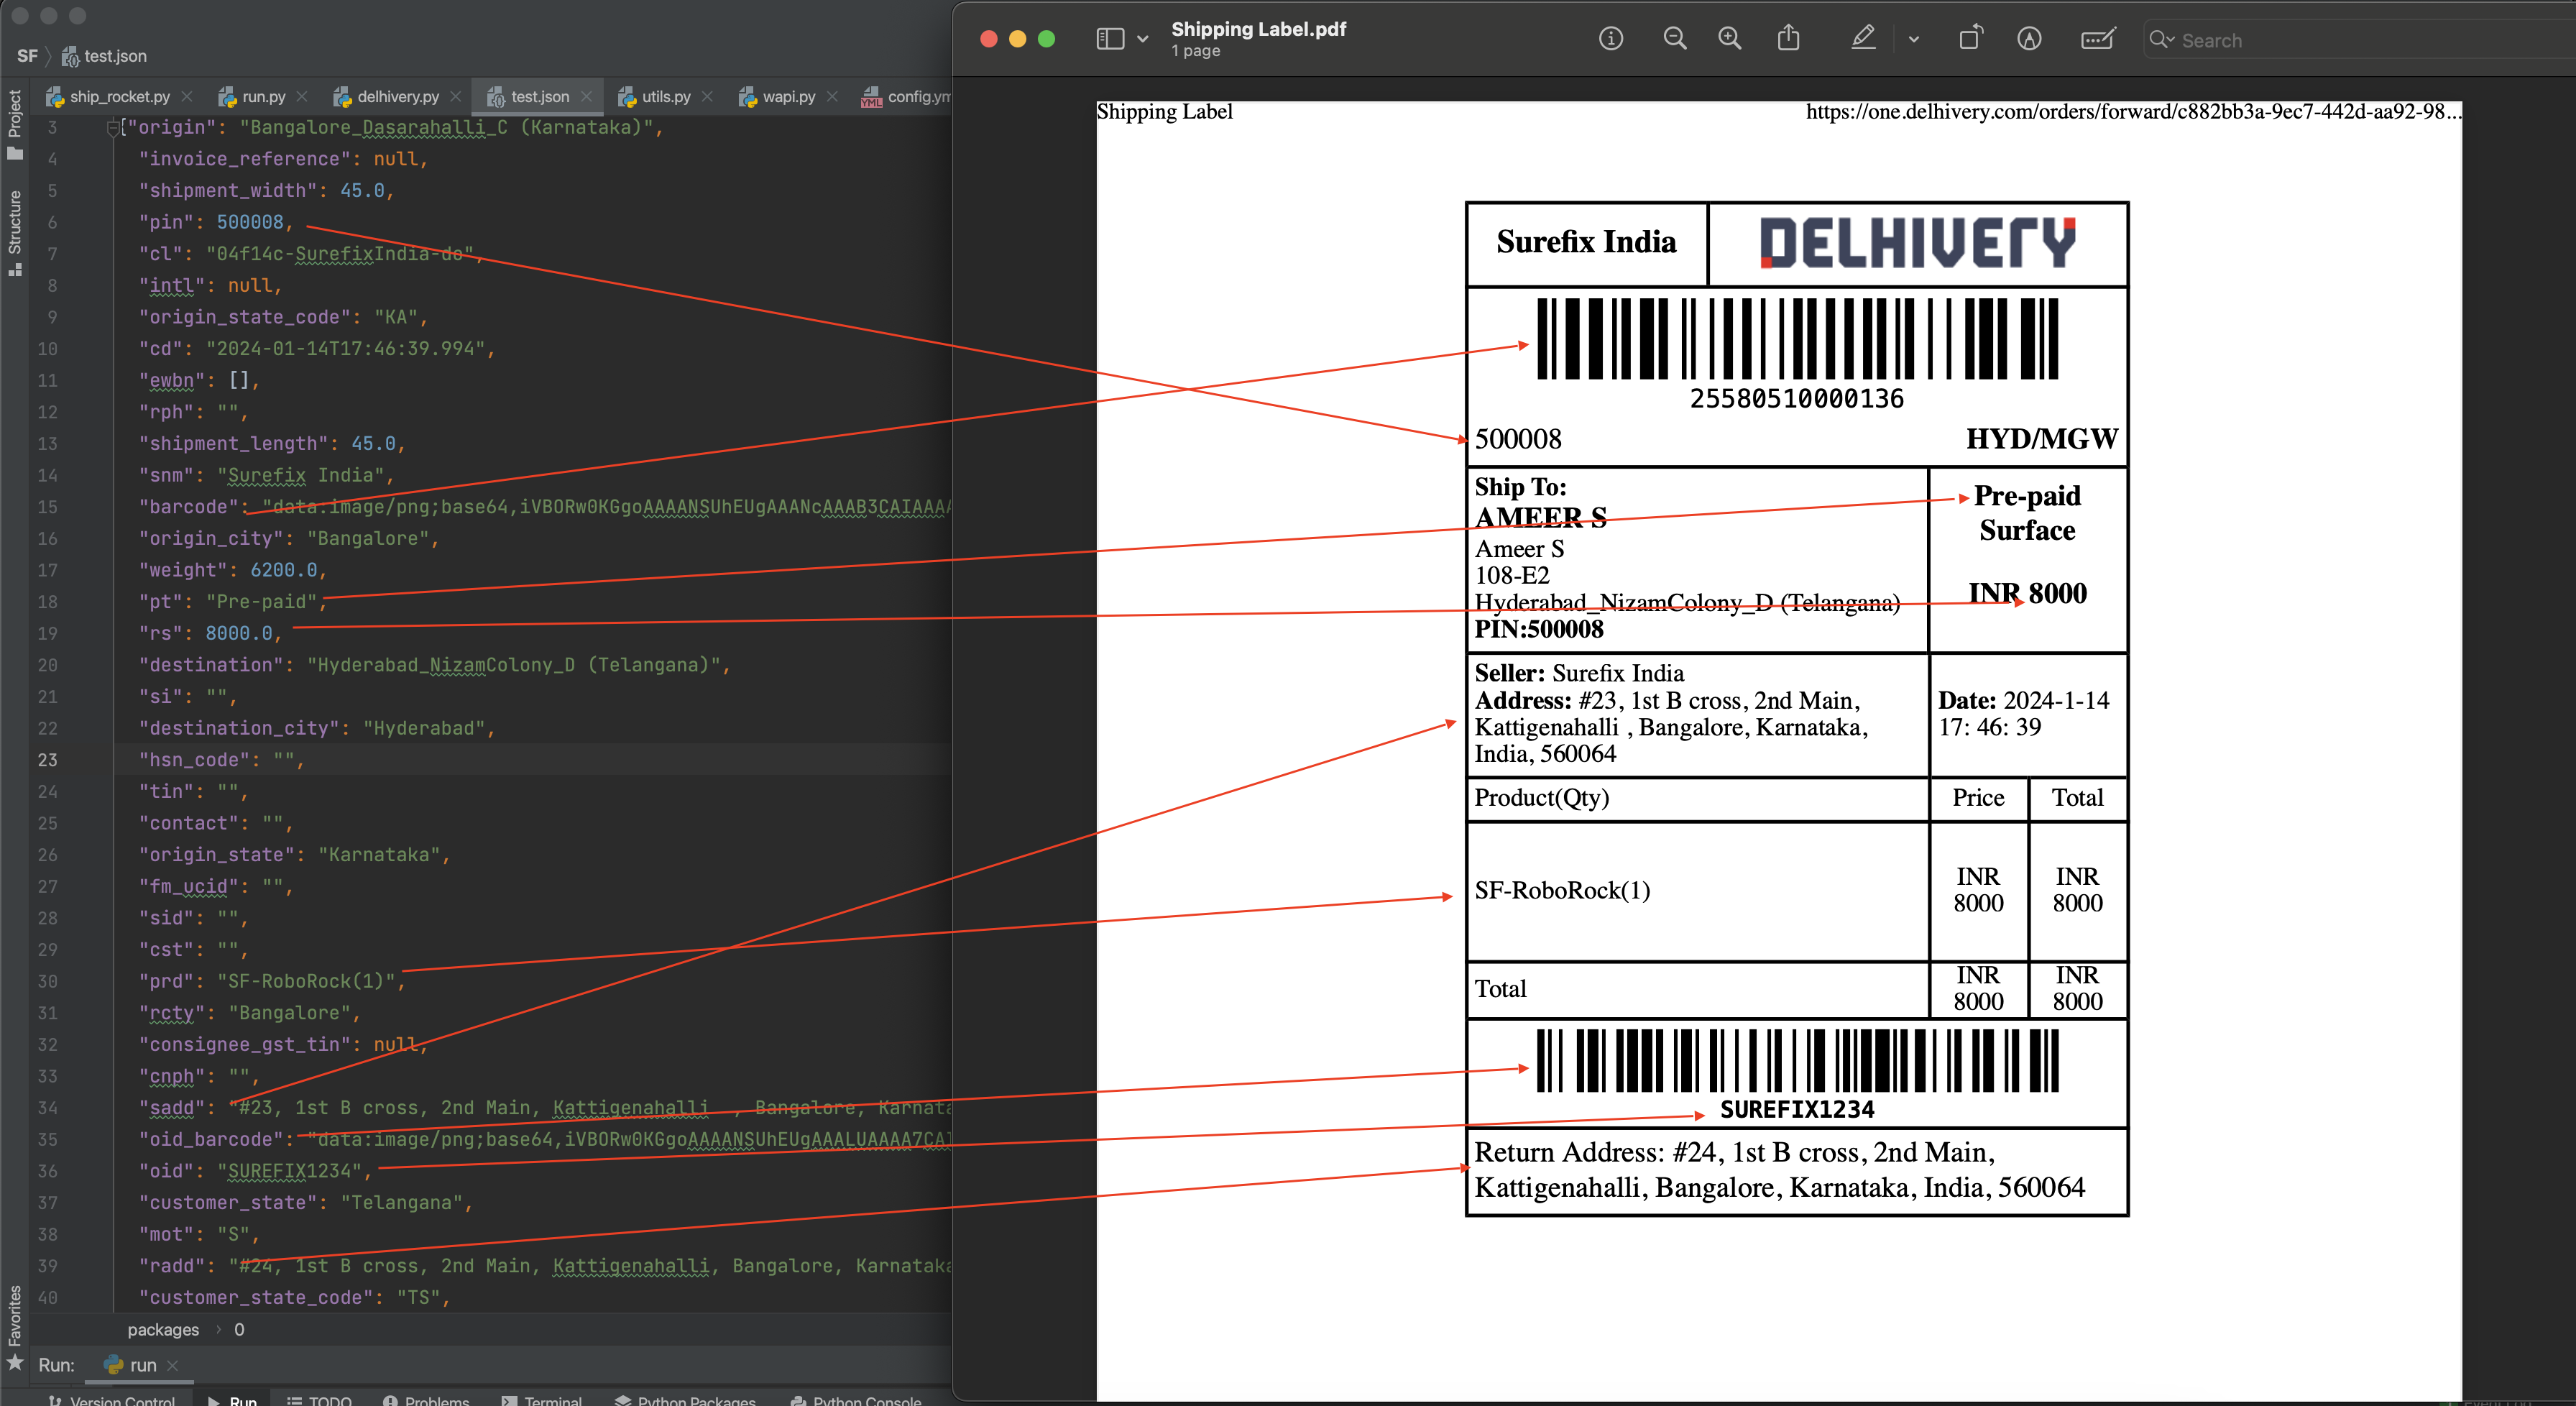 SF
test.json
ship_rocket.py
run.py
delhivery.py
test.json
utils.py
wapi.py
config.ym
Project
Structure
Favorites
3 {"origin": "Bangalore_Dasarahalli_C (Karnataka)",
4 "invoice_reference": null,
5 "shipment_width": 45.0,
6 "pin": 500008,
7 "cl": "04f14c-SurefixIndia-do",
8 "intl": null,
9 "origin_state_code": "KA",
10 "cd": "2024-01-14T17:46:39.994",
11 "ewbn": [],
12 "rph": "",
13 "shipment_length": 45.0,
14 "snm": "Surefix India",
15 "barcode": "data:image/png;base64,iVBORw0KGgoAAAANSUhEUgAAANcAAAB3CAIAAA
16 "origin_city": "Bangalore",
17 "weight": 6200.0,
18 "pt": "Pre-paid",
19 "rs": 8000.0,
20 "destination": "Hyderabad_NizamColony_D (Telangana)",
21 "si": "",
22 "destination_city": "Hyderabad",
23 "hsn_code": "",
24 "tin": "",
25 "contact": "",
26 "origin_state": "Karnataka",
27 "fm_ucid": "",
28 "sid": "",
29 "cst": "",
30 "prd": "SF-RoboRock(1)",
31 "rcty": "Bangalore",
32 "consignee_gst_tin": null,
33 "cnph": "",
34 "sadd": "#23, 1st B cross, 2nd Main, Kattigenahalli , Bangalore, Karnata
35 "oid_barcode": "data:image/png;base64,iVBORw0KGgoAAAANSUhEUgAAALUAAAA7CA
36 "oid": "SUREFIX1234",
37 "customer_state": "Telangana",
38 "mot": "S",
39 "radd": "#24, 1st B cross, 2nd Main, Kattigenahalli, Bangalore, Karnataka
40 "customer_state_code": "TS",
packages 0
Run: run
Version Control Run TODO Problems Terminal Python Packages Python Console
Shipping Label.pdf
1 page
Search
Shipping Label https://one.delhivery.com/orders/forward/c882bb3a-9ec7-442d-aa92-98...
Surefix India DELHIVERY
25580510000136
500008 HYD/MGW
Ship To:
AMEER S
Ameer S
108-E2
Hyderabad_NizamColony_D (Telangana)
PIN:500008
Pre-paid
Surface
INR 8000
Seller: Surefix India
Address: #23, 1st B cross, 2nd Main,
Kattigenahalli , Bangalore, Karnataka,
India, 560064
Date: 2024-1-14
17: 46: 39
Product(Qty) Price Total
SF-RoboRock(1)
INR
8000
INR
8000
Total
INR
8000
INR
8000
SUREFIX1234
Return Address: #24, 1st B cross, 2nd Main,
Kattigenahalli, Bangalore, Karnataka, India, 560064